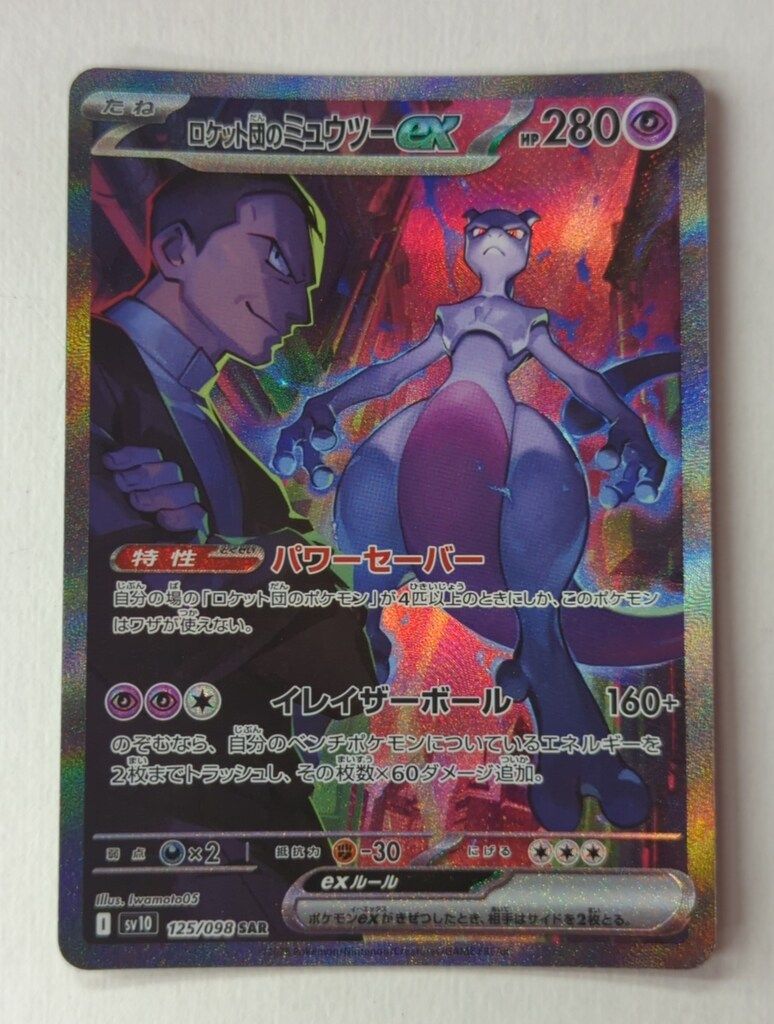 たね
ロケット団のミュウツーex HP280
特性 とくせい パワーセーバー
自分の場の「ロケット団のポケモン」が4匹以上のときにしか、このポケモン
はワザが使えない。
イレイザーボール 160+
のぞむなら、自分のベンチポケモンについているエネルギーを
2枚までトラッシュし、その枚数×60ダメージ追加。
弱点 ×2 抵抗力 -30 にげる
Illus. Iwamoto05
exルール
ポケモンexがきぜつしたとき、相手はサイドを2枚とる。
I sv10 125/098 SAR